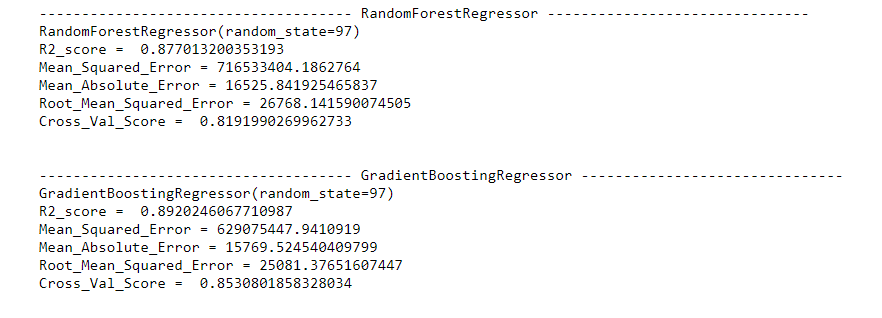 ------------------------------------- RandomForestRegressor -------------------------------
RandomForestRegressor(random_state=97)
R2_score =  0.877013200353193
Mean_Squared_Error = 716533404.1862764
Mean_Absolute_Error = 16525.841925465837
Root_Mean_Squared_Error = 26768.141590074505
Cross_Val_Score =  0.8191990269962733
------------------------------------- GradientBoostingRegressor -------------------------------
GradientBoostingRegressor(random_state=97)
R2_score =  0.8920246067710987
Mean_Squared_Error = 629075447.9410919
Mean_Absolute_Error = 15769.524540409799
Root_Mean_Squared_Error = 25081.37651607447
Cross_Val_Score =  0.8530801858328034